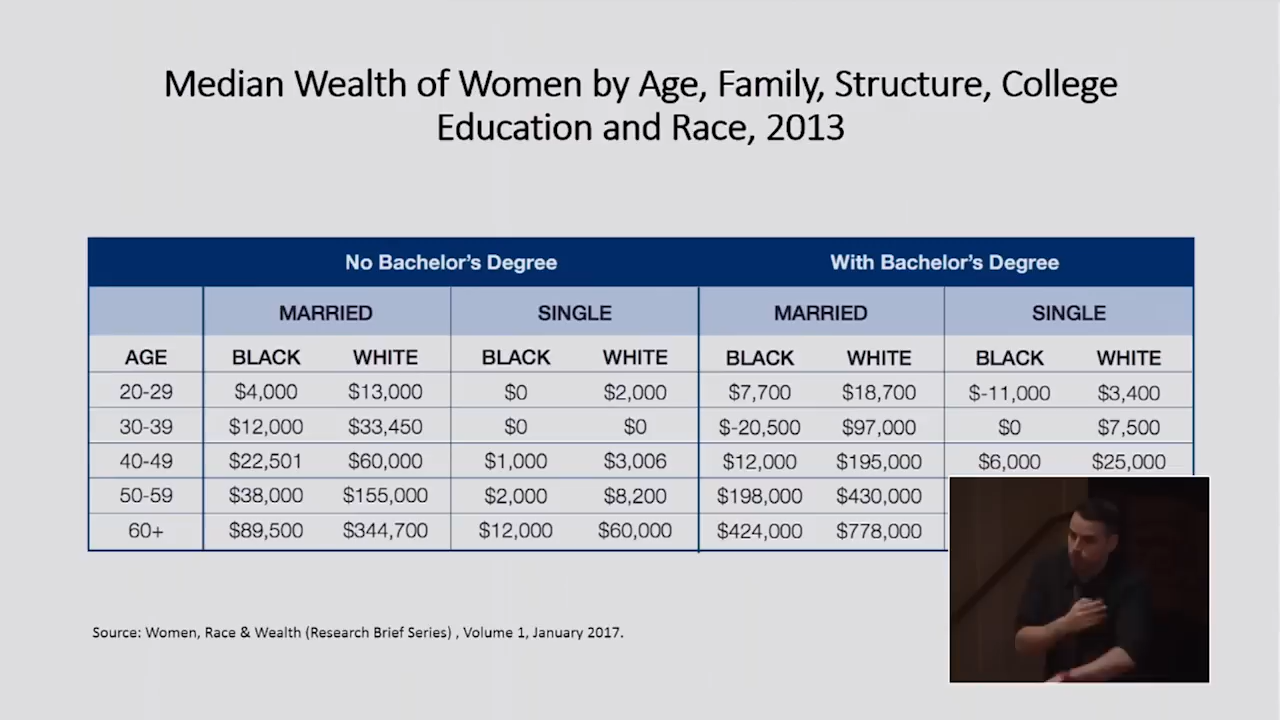 Median Wealth of Women by Age, Family, Structure, College
Education and Race, 2013
No Bachelor's Degree With Bachelor's Degree
MARRIED SINGLE MARRIED SINGLE
AGE BLACK WHITE BLACK WHITE BLACK WHITE BLACK WHITE
20-29 $4,000 $13,000 $0 $2,000 $7,700 $18,700 $-11,000 $3,400
30-39 $12,000 $33,450 $0 $0 $-20,500 $97,000 $0 $7,500
40-49 $22,501 $60,000 $1,000 $3,006 $12,000 $195,000 $6,000 $25,000
50-59 $38,000 $155,000 $2,000 $8,200 $198,000 $430,000
60+ $89,500 $344,700 $12,000 $60,000 $424,000 $778,000
Source: Women, Race & Wealth (Research Brief Series) , Volume 1, January 2017.